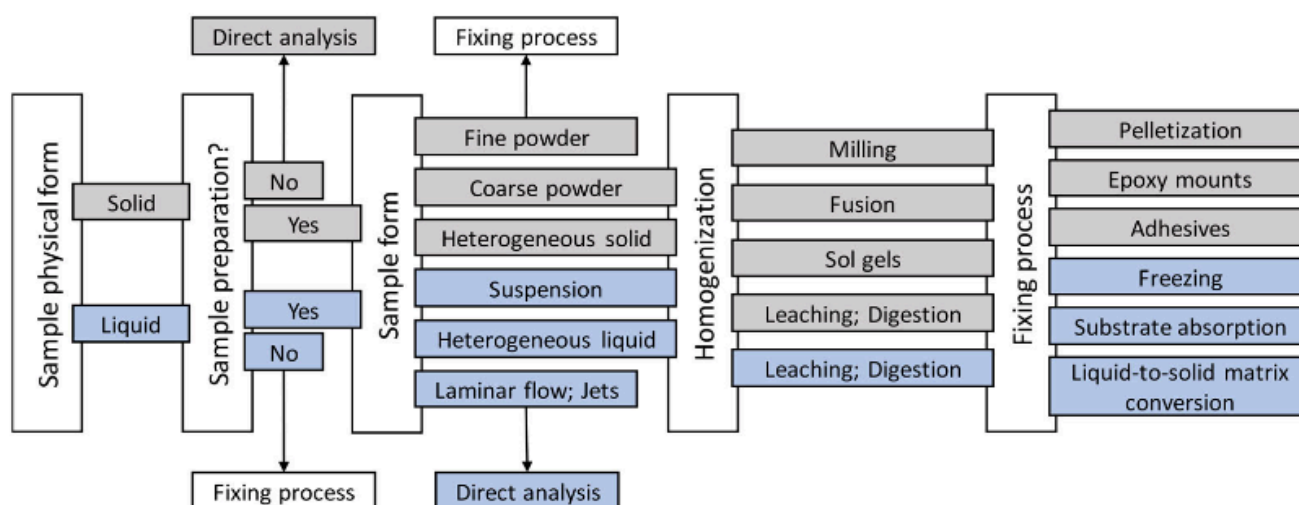 Direct analysis
Fixing process
Sample physical form
Solid
Liquid
Sample preparation?
No
Yes
Yes
No
Sample form
Fine powder
Coarse powder
Heterogeneous solid
Suspension
Heterogeneous liquid
Laminar flow; Jets
Homogenization
Milling
Fusion
Sol gels
Leaching; Digestion
Leaching; Digestion
Fixing process
Pelletization
Epoxy mounts
Adhesives
Freezing
Substrate absorption
Liquid-to-solid matrix
conversion
Fixing process
Direct analysis